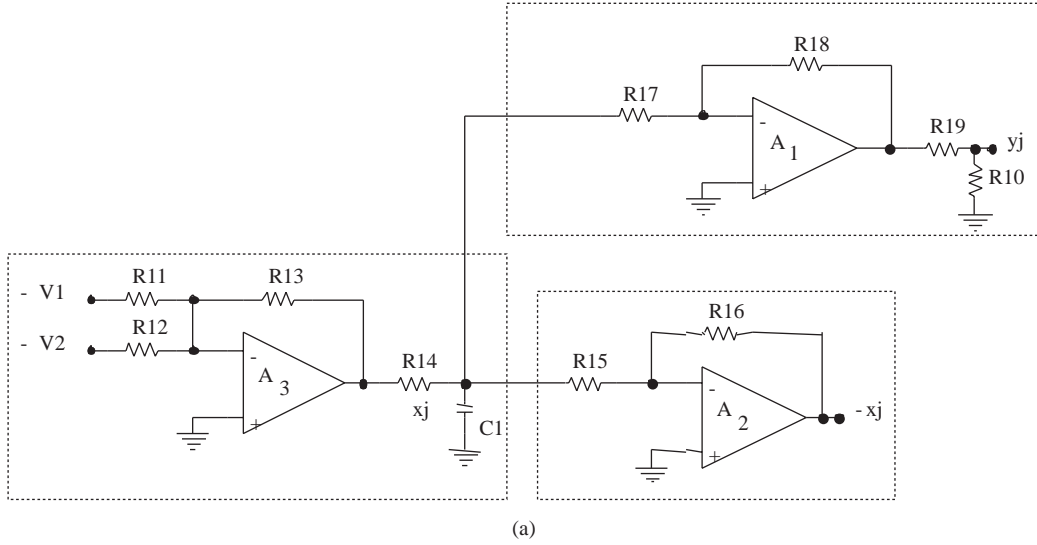 R18
R17
-
A 1
+
R19
yj
R10
- V1
R11
R13
- V2
R12
-
A 3
+
R14
xj
C1
R16
R15
-
A 2
+
- xj
(a)